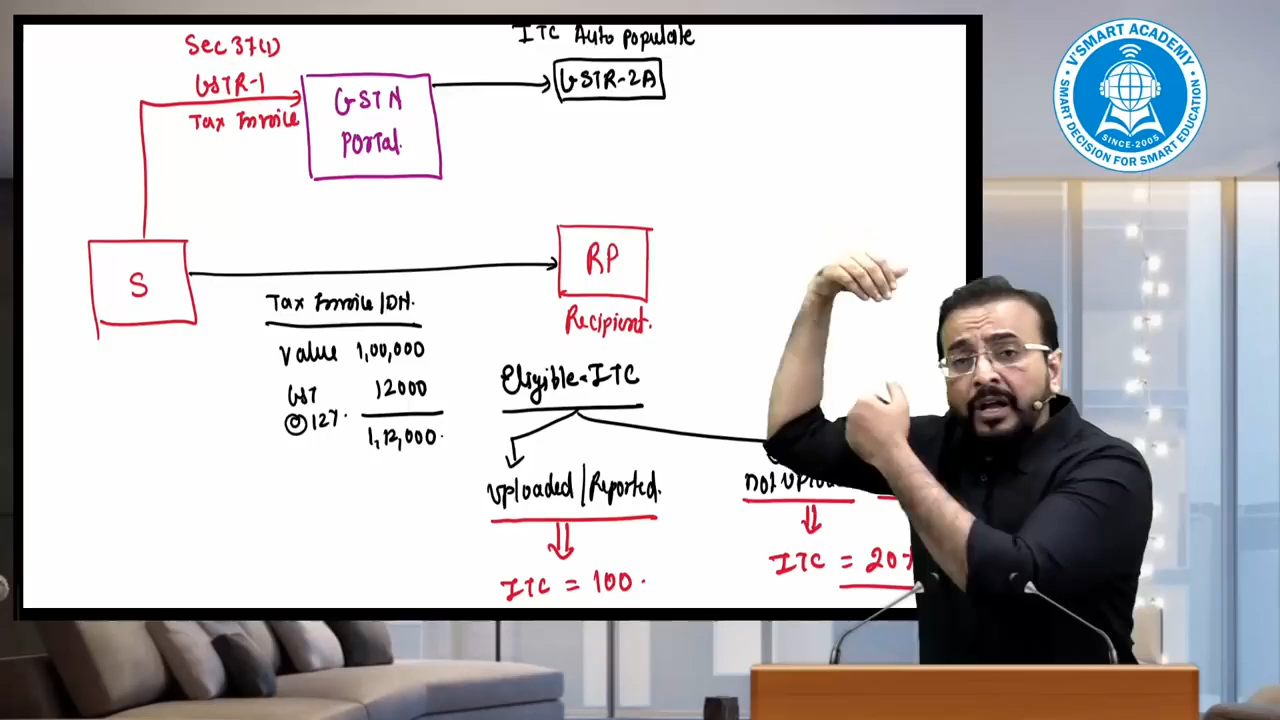 ITC Auto populate
Sec 37(1)
GSTR-1
Tax Invoice
GSTN
Portal.
GSTR-2A
S
RP
Recipient.
Tax Invoice/DN.
Value 1,00,000
GST 12000
@12%.
1,12,000.
Eligible ITC
Uploaded/Reported.
ITC = 100.
not
ITC = 20%
V'SMART ACADEMY
SINCE-2005
SMART DECISION FOR SMART EDUCATION